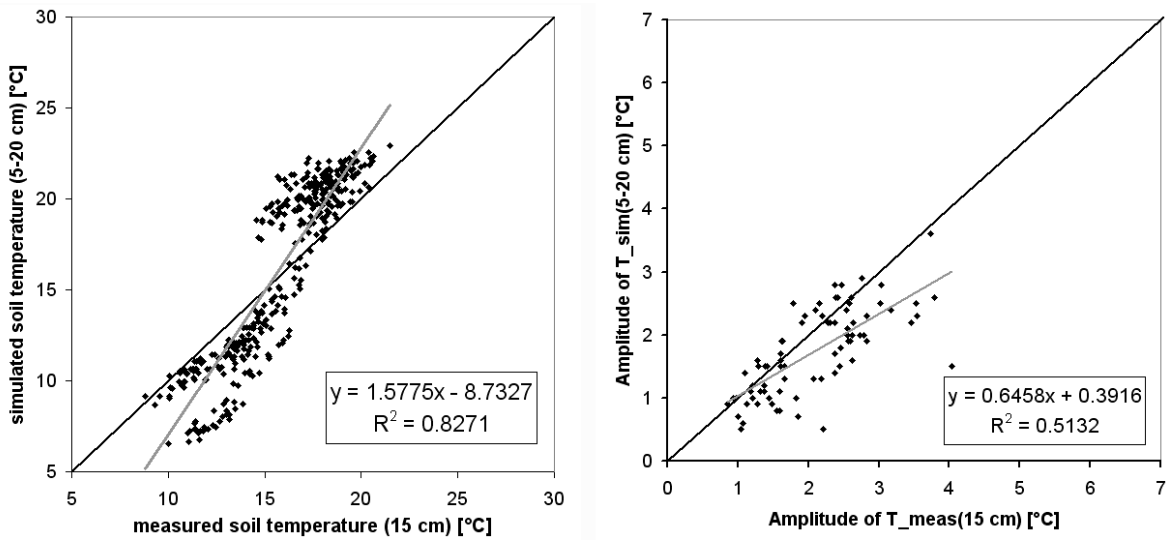 simulated soil temperature (5-20 cm) [°C]
30
25
20
15
10
5
y = 1.5775x - 8.7327
R² = 0.8271
5 10 15 20 25 30
measured soil temperature (15 cm) [°C]
Amplitude of T_sim(5-20 cm) [°C]
7
6
5
4
3
2
1
0
y = 0.6458x + 0.3916
R² = 0.5132
0 1 2 3 4 5 6 7
Amplitude of T_meas(15 cm) [°C]